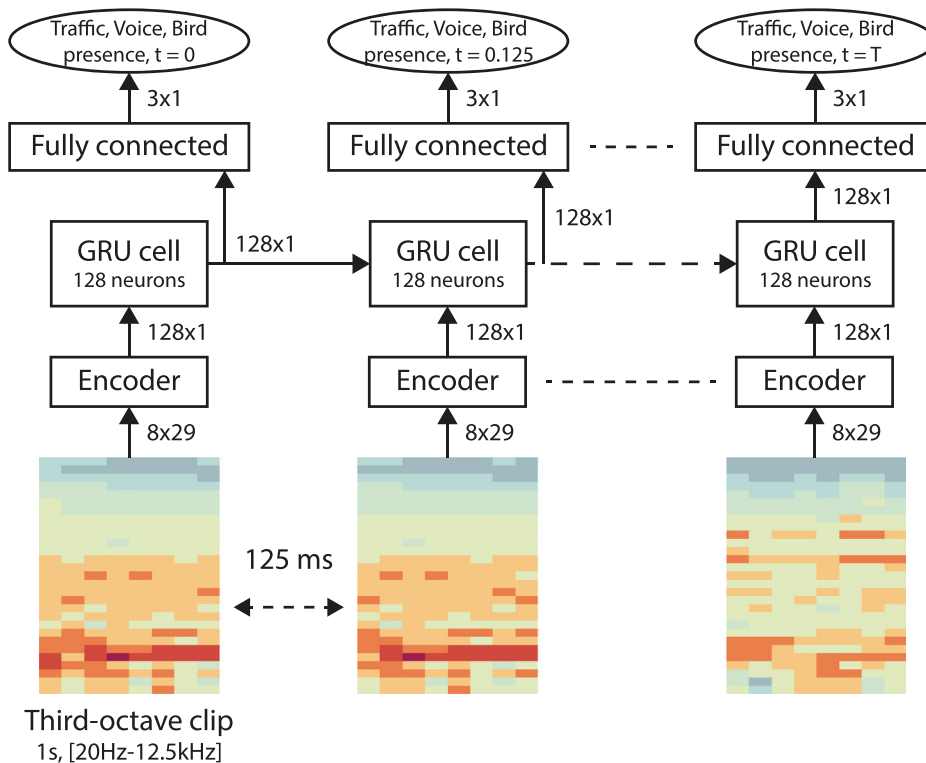 Traffic, Voice, Bird
presence, t = 0
Traffic, Voice, Bird
presence, t = 0.125
Traffic, Voice, Bird
presence, t = T
3x1
3x1
3x1
Fully connected
Fully connected
Fully connected
128x1
128x1
128x1
GRU cell
128 neurons
GRU cell
128 neurons
GRU cell
128 neurons
128x1
128x1
128x1
Encoder
Encoder
Encoder
8x29
8x29
8x29
125 ms
Third-octave clip
1s, [20Hz-12.5kHz]